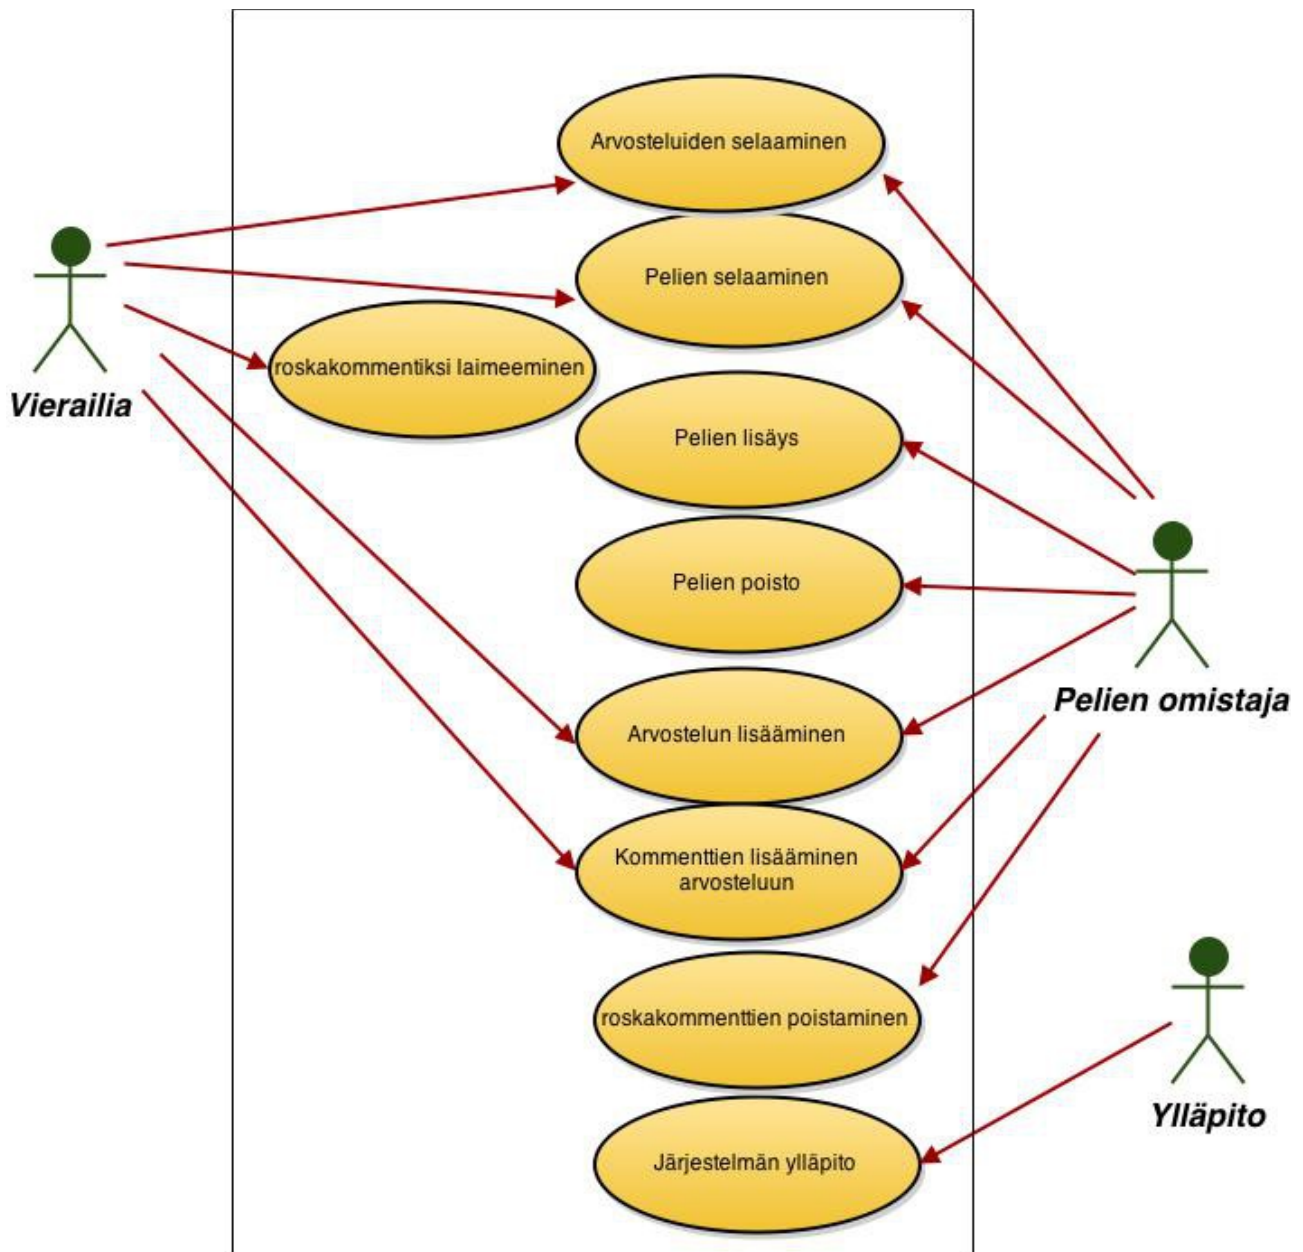 Arvosteluiden selaaminen
Pelien selaaminen
roskakommentiksi laimeeminen
Vierailia
Pelien lisäys
Pelien poisto
Pelien omistaja
Arvostelun lisääminen
Kommenttien lisääminen
arvosteluun
roskakommenttien poistaminen
Ylläpito
Järjestelmän ylläpito